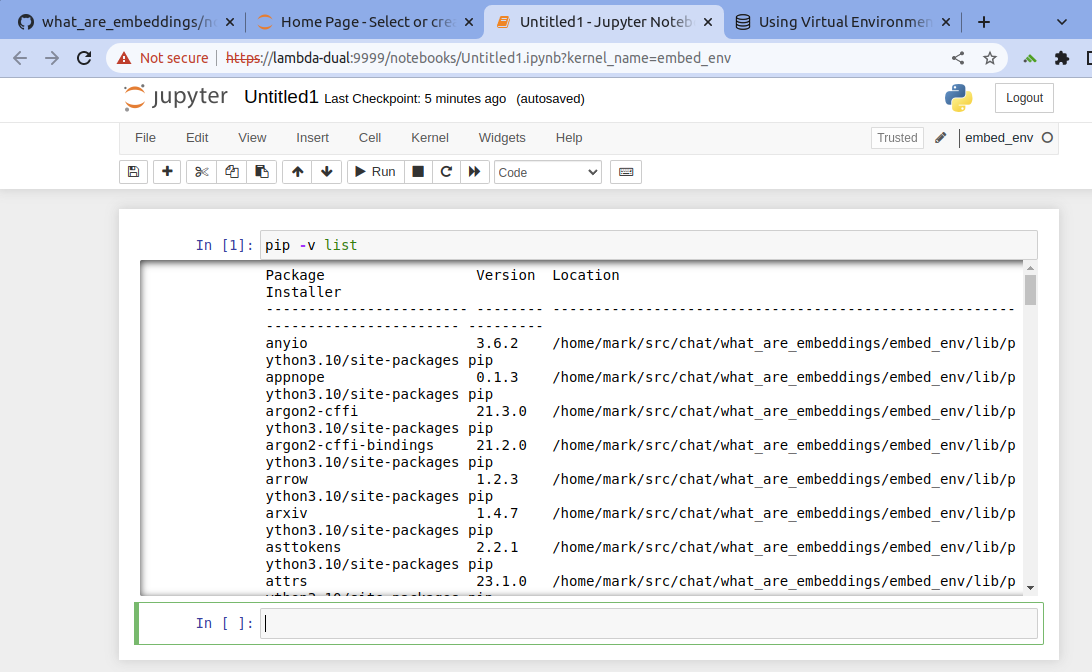 what_are_embeddings/no
Home Page - Select or crea
Untitled1 - Jupyter Noteb
Using Virtual Environmen
Not secure
https://lambda-dual:9999/notebooks/Untitled1.ipynb?kernel_name=embed_env
jupyter Untitled1 Last Checkpoint: 5 minutes ago (autosaved)
Logout
File Edit View Insert Cell Kernel Widgets Help
Trusted
embed_env
Run
Code
In [1]: pip -v list
Package Version Location
Installer
------------------------ -------- -------------------------------------------------------
----------------------- ---------
anyio 3.6.2 /home/mark/src/chat/what_are_embeddings/embed_env/lib/p
ython3.10/site-packages pip
appnope 0.1.3 /home/mark/src/chat/what_are_embeddings/embed_env/lib/p
ython3.10/site-packages pip
argon2-cffi 21.3.0 /home/mark/src/chat/what_are_embeddings/embed_env/lib/p
ython3.10/site-packages pip
argon2-cffi-bindings 21.2.0 /home/mark/src/chat/what_are_embeddings/embed_env/lib/p
ython3.10/site-packages pip
arrow 1.2.3 /home/mark/src/chat/what_are_embeddings/embed_env/lib/p
ython3.10/site-packages pip
arxiv 1.4.7 /home/mark/src/chat/what_are_embeddings/embed_env/lib/p
ython3.10/site-packages pip
asttokens 2.2.1 /home/mark/src/chat/what_are_embeddings/embed_env/lib/p
ython3.10/site-packages pip
attrs 23.1.0 /home/mark/src/chat/what_are_embeddings/embed_env/lib/p
In [ ]: